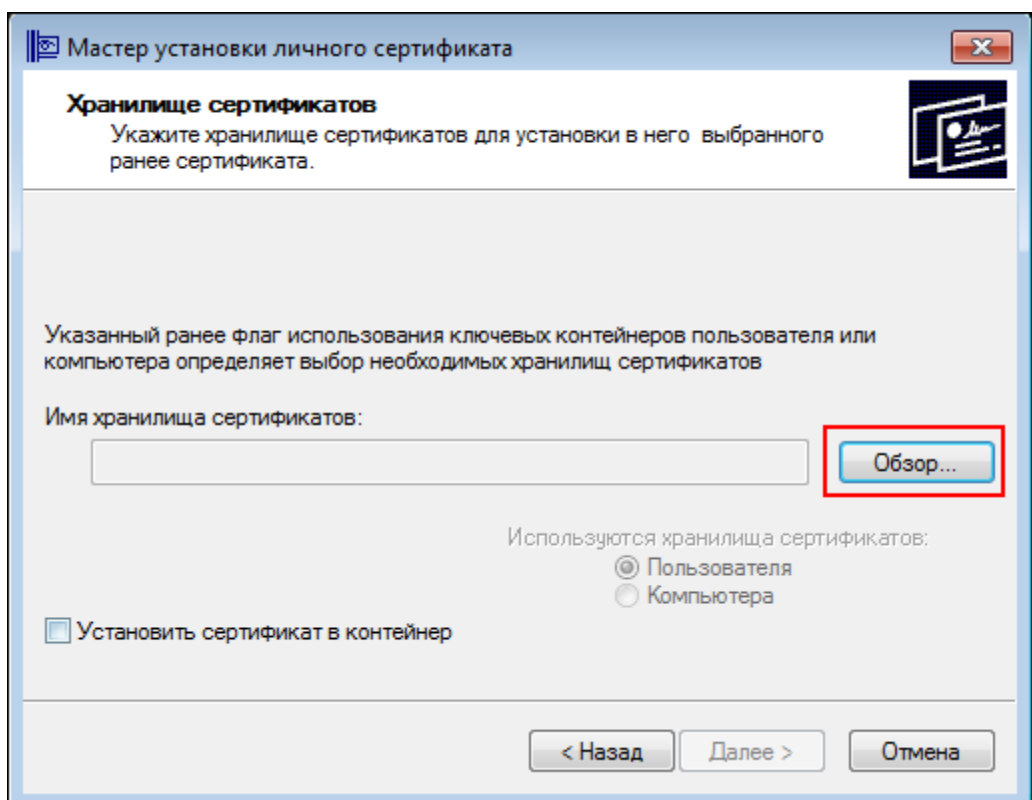 Мастер установки личного сертификата
Хранилище сертификатов
Укажите хранилище сертификатов для установки в него выбранного
ранее сертификата.
Указанный ранее флаг использования ключевых контейнеров пользователя или
компьютера определяет выбор необходимых хранилищ сертификатов
Имя хранилища сертификатов:
Обзор...
Используются хранилища сертификатов:
Пользователя
Компьютера
Установить сертификат в контейнер
< Назад
Далее >
Отмена